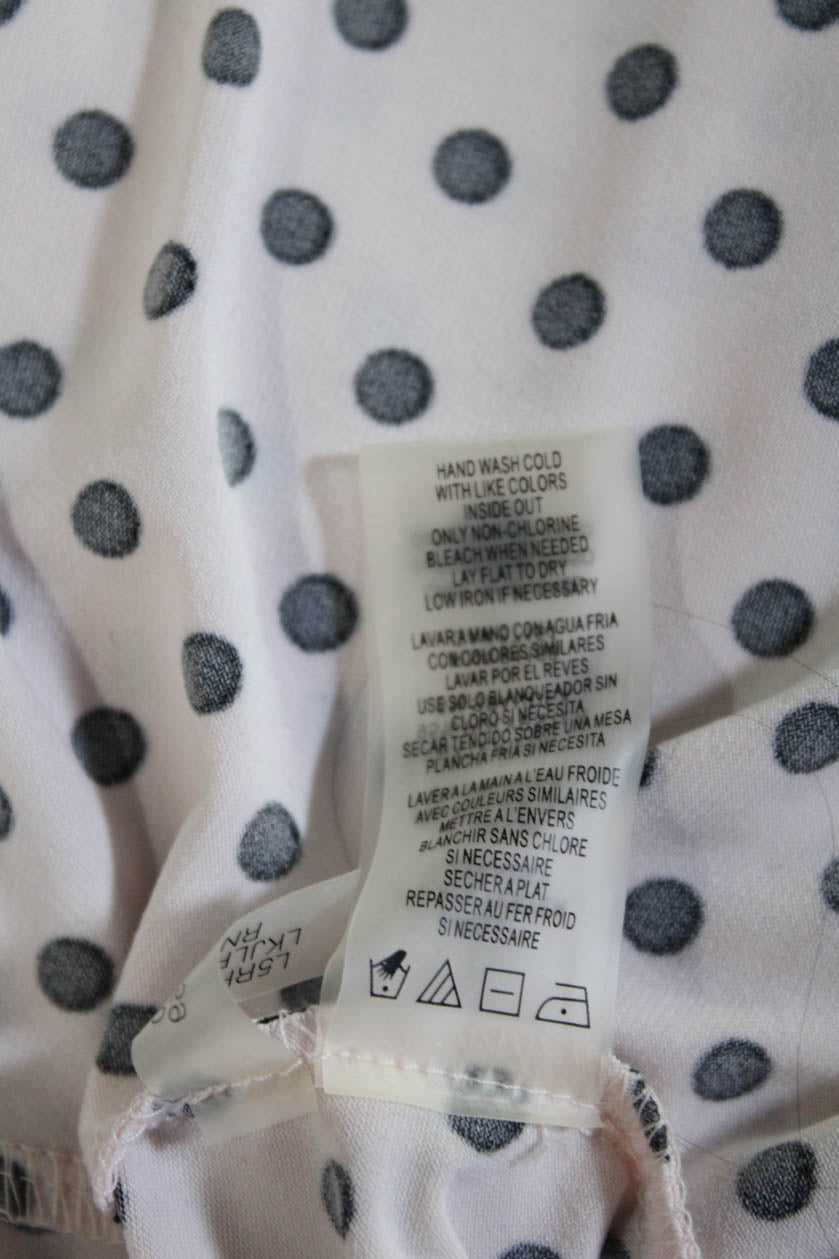 HAND WASH COLD
WITH LIKE COLORS
INSIDE OUT
ONLY NON-CHLORINE
BLEACH WHEN NEEDED
LAY FLAT TO DRY
LOW IRON IF NECESSARY
LAVAR A MANO CON AGUA FRIA
CON COLORES SIMILARES
LAVAR POR EL REVES
USE SOLO BLANQUEADOR SIN
CLORO SI NECESITA
SECAR TENDIDO SOBRE UNA MESA
PLANCHA FRIA SI NECESITA
LAVER A LA MAIN A L'EAU FROIDE
AVEC COULEURS SIMILAIRES
METTRE A L'ENVERS
BLANCHIR SANS CHLORE
SI NECESSAIRE
SECHER A PLAT
REPASSER AU FER FROID
SI NECESSAIRE
RN